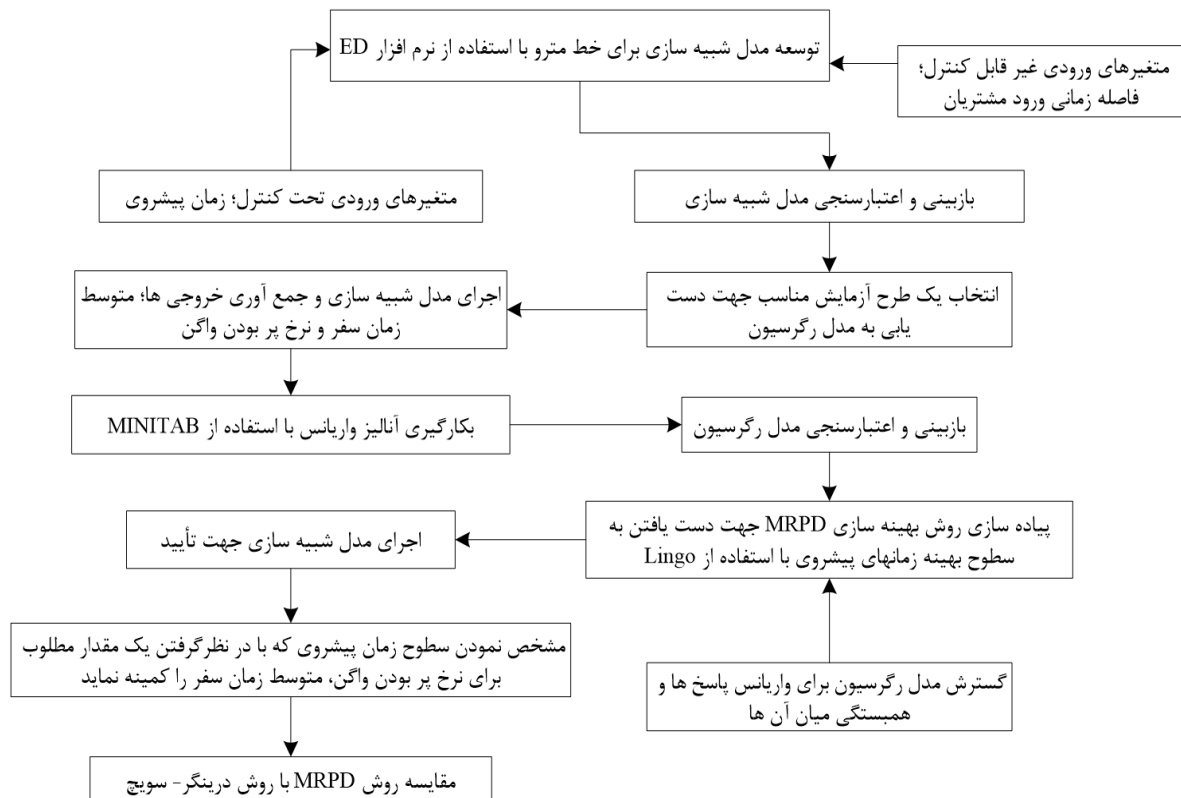 توسعه مدل شبیه سازی برای خط مترو با استفاده از نرم افزار ED
متغیرهای ورودی غیر قابل کنترل؛
فاصله زمانی ورود مشتریان
متغیرهای ورودی تحت کنترل؛ زمان پیشروی
بازبینی و اعتبارسنجی مدل شبیه سازی
انتخاب یک طرح آزمایش مناسب جهت دست
یابی به مدل رگرسیون
اجرای مدل شبیه سازی و جمع آوری خروجی ها؛ متوسط
زمان سفر و نرخ پر بودن واگن
بکارگیری آنالیز واریانس با استفاده از MINITAB
بازبینی و اعتبارسنجی مدل رگرسیون
پیاده سازی روش بهینه سازی MRPD جهت دست یافتن به
سطوح بهینه زمانهای پیشروی با استفاده از Lingo
گسترش مدل رگرسیون برای واریانس پاسخ ها و
همبستگی میان آن ها
اجرای مدل شبیه سازی جهت تأیید
مشخص نمودن سطوح زمان پیشروی که با در نظرگرفتن یک مقدار مطلوب
برای نرخ پر بودن واگن، متوسط زمان سفر را کمینه نماید
مقایسه روش MRPD با روش درینگر- سویچ